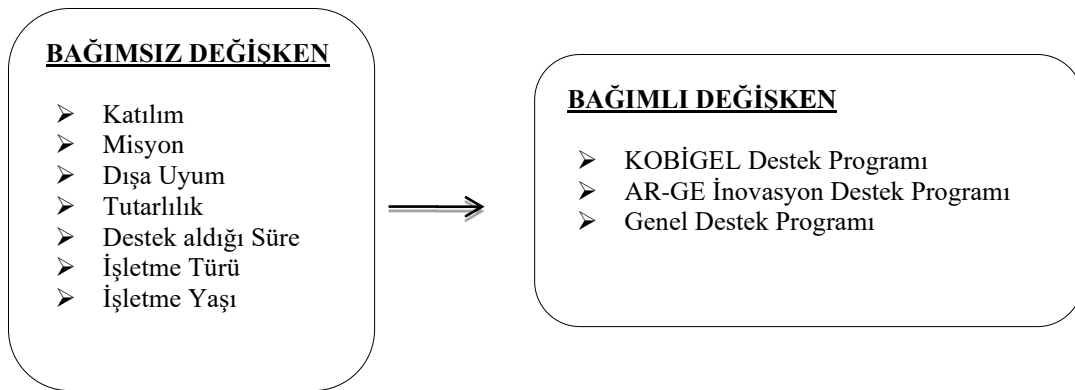 BAĞIMSIZ DEĞİŞKEN
➢ Katılım
➢ Misyon
➢ Dışa Uyum
➢ Tutarlılık
➢ Destek aldığı Süre
➢ İşletme Türü
➢ İşletme Yaşı
BAĞIMLI DEĞİŞKEN
➢ KOBİGEL Destek Programı
➢ AR-GE İnovasyon Destek Programı
➢ Genel Destek Programı